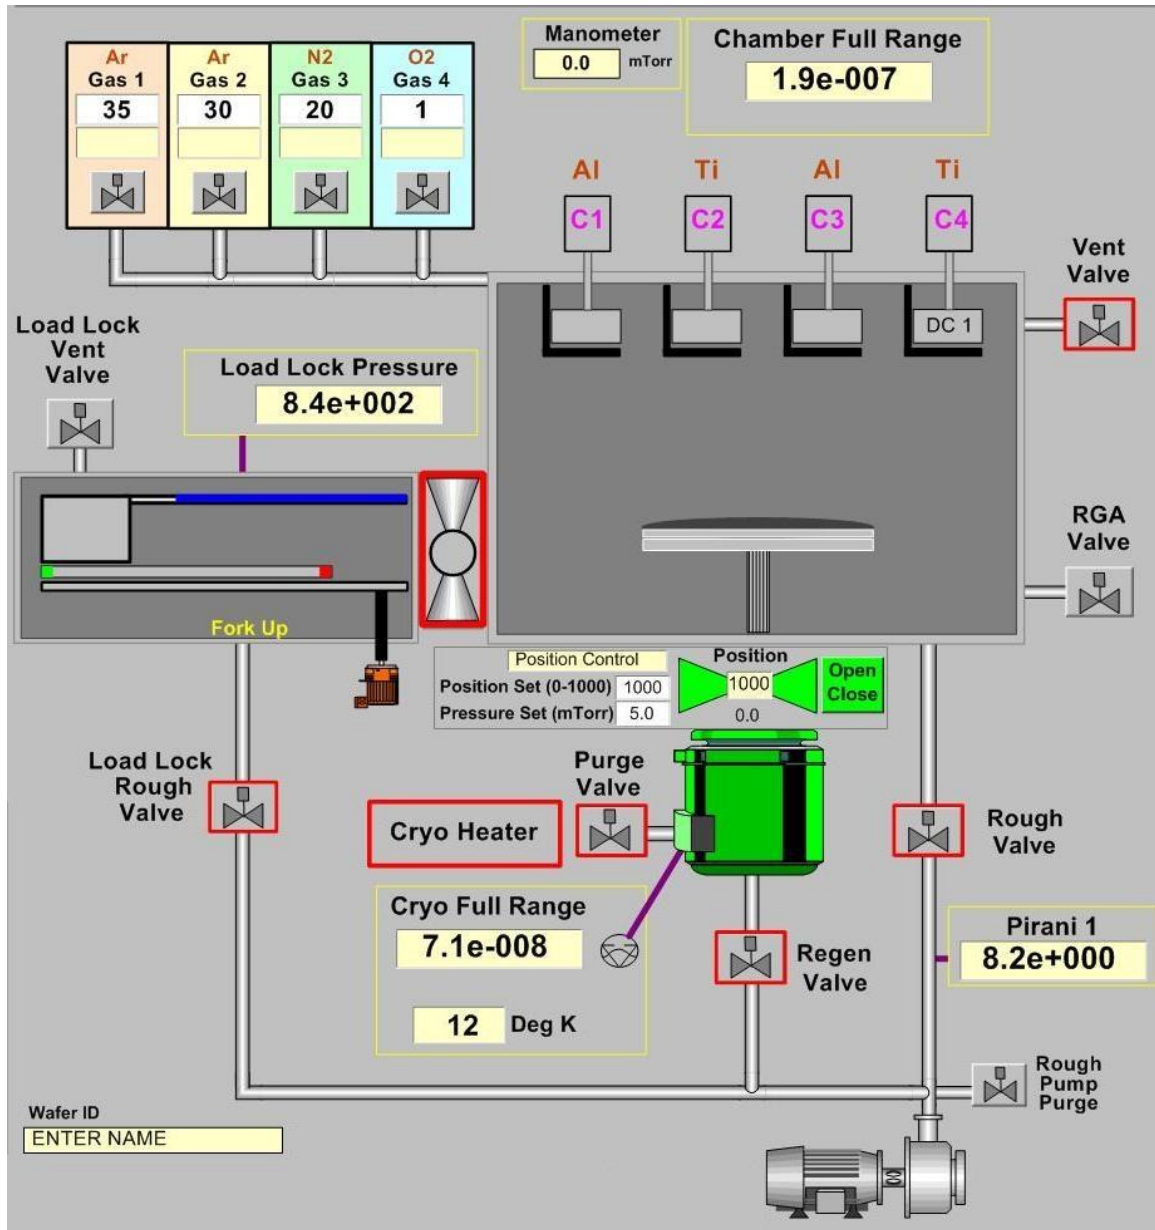 Ar
Gas 1
35
Ar
Gas 2
30
N2
Gas 3
20
O2
Gas 4
1
Manometer
0.0 mTorr
Chamber Full Range
1.9e-007
Al
C1
Ti
C2
Al
C3
Ti
C4
DC 1
Vent
Valve
Load Lock
Vent
Valve
Load Lock Pressure
8.4e+002
RGA
Valve
Fork Up
Position Control
Position Set (0-1000) 1000
Pressure Set (mTorr) 5.0
Position
1000
0.0
Open
Close
Load Lock
Rough
Valve
Purge
Valve
Cryo Heater
Rough
Valve
Cryo Full Range
7.1e-008
12 Deg K
Regen
Valve
Pirani 1
8.2e+000
Rough
Pump
Purge
Wafer ID
ENTER NAME